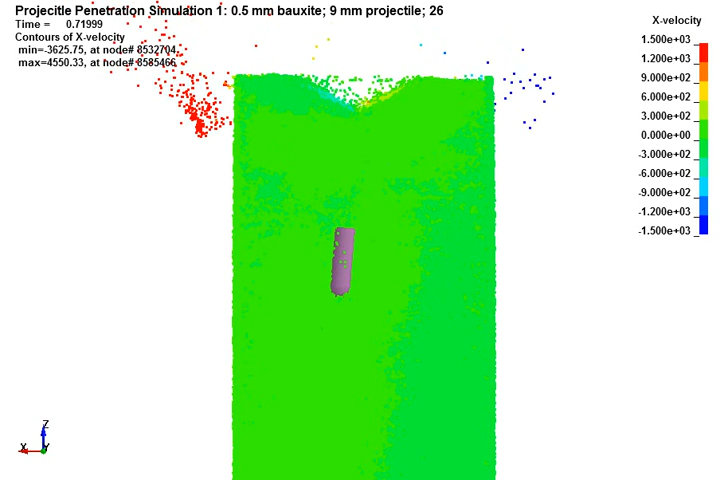 Projecitle Penetration Simulation 1: 0.5 mm bauxite; 9 mm projectile; 26
Time = 0.71999
Contours of X-velocity
min=-3625.75, at node# 8532704
max=4550.33, at node# 8585466
X-velocity
1.500e+03
1.200e+03
9.000e+02
6.000e+02
3.000e+02
0.000e+00
-3.000e+02
-6.000e+02
-9.000e+02
-1.200e+03
-1.500e+03
Z
X
Y